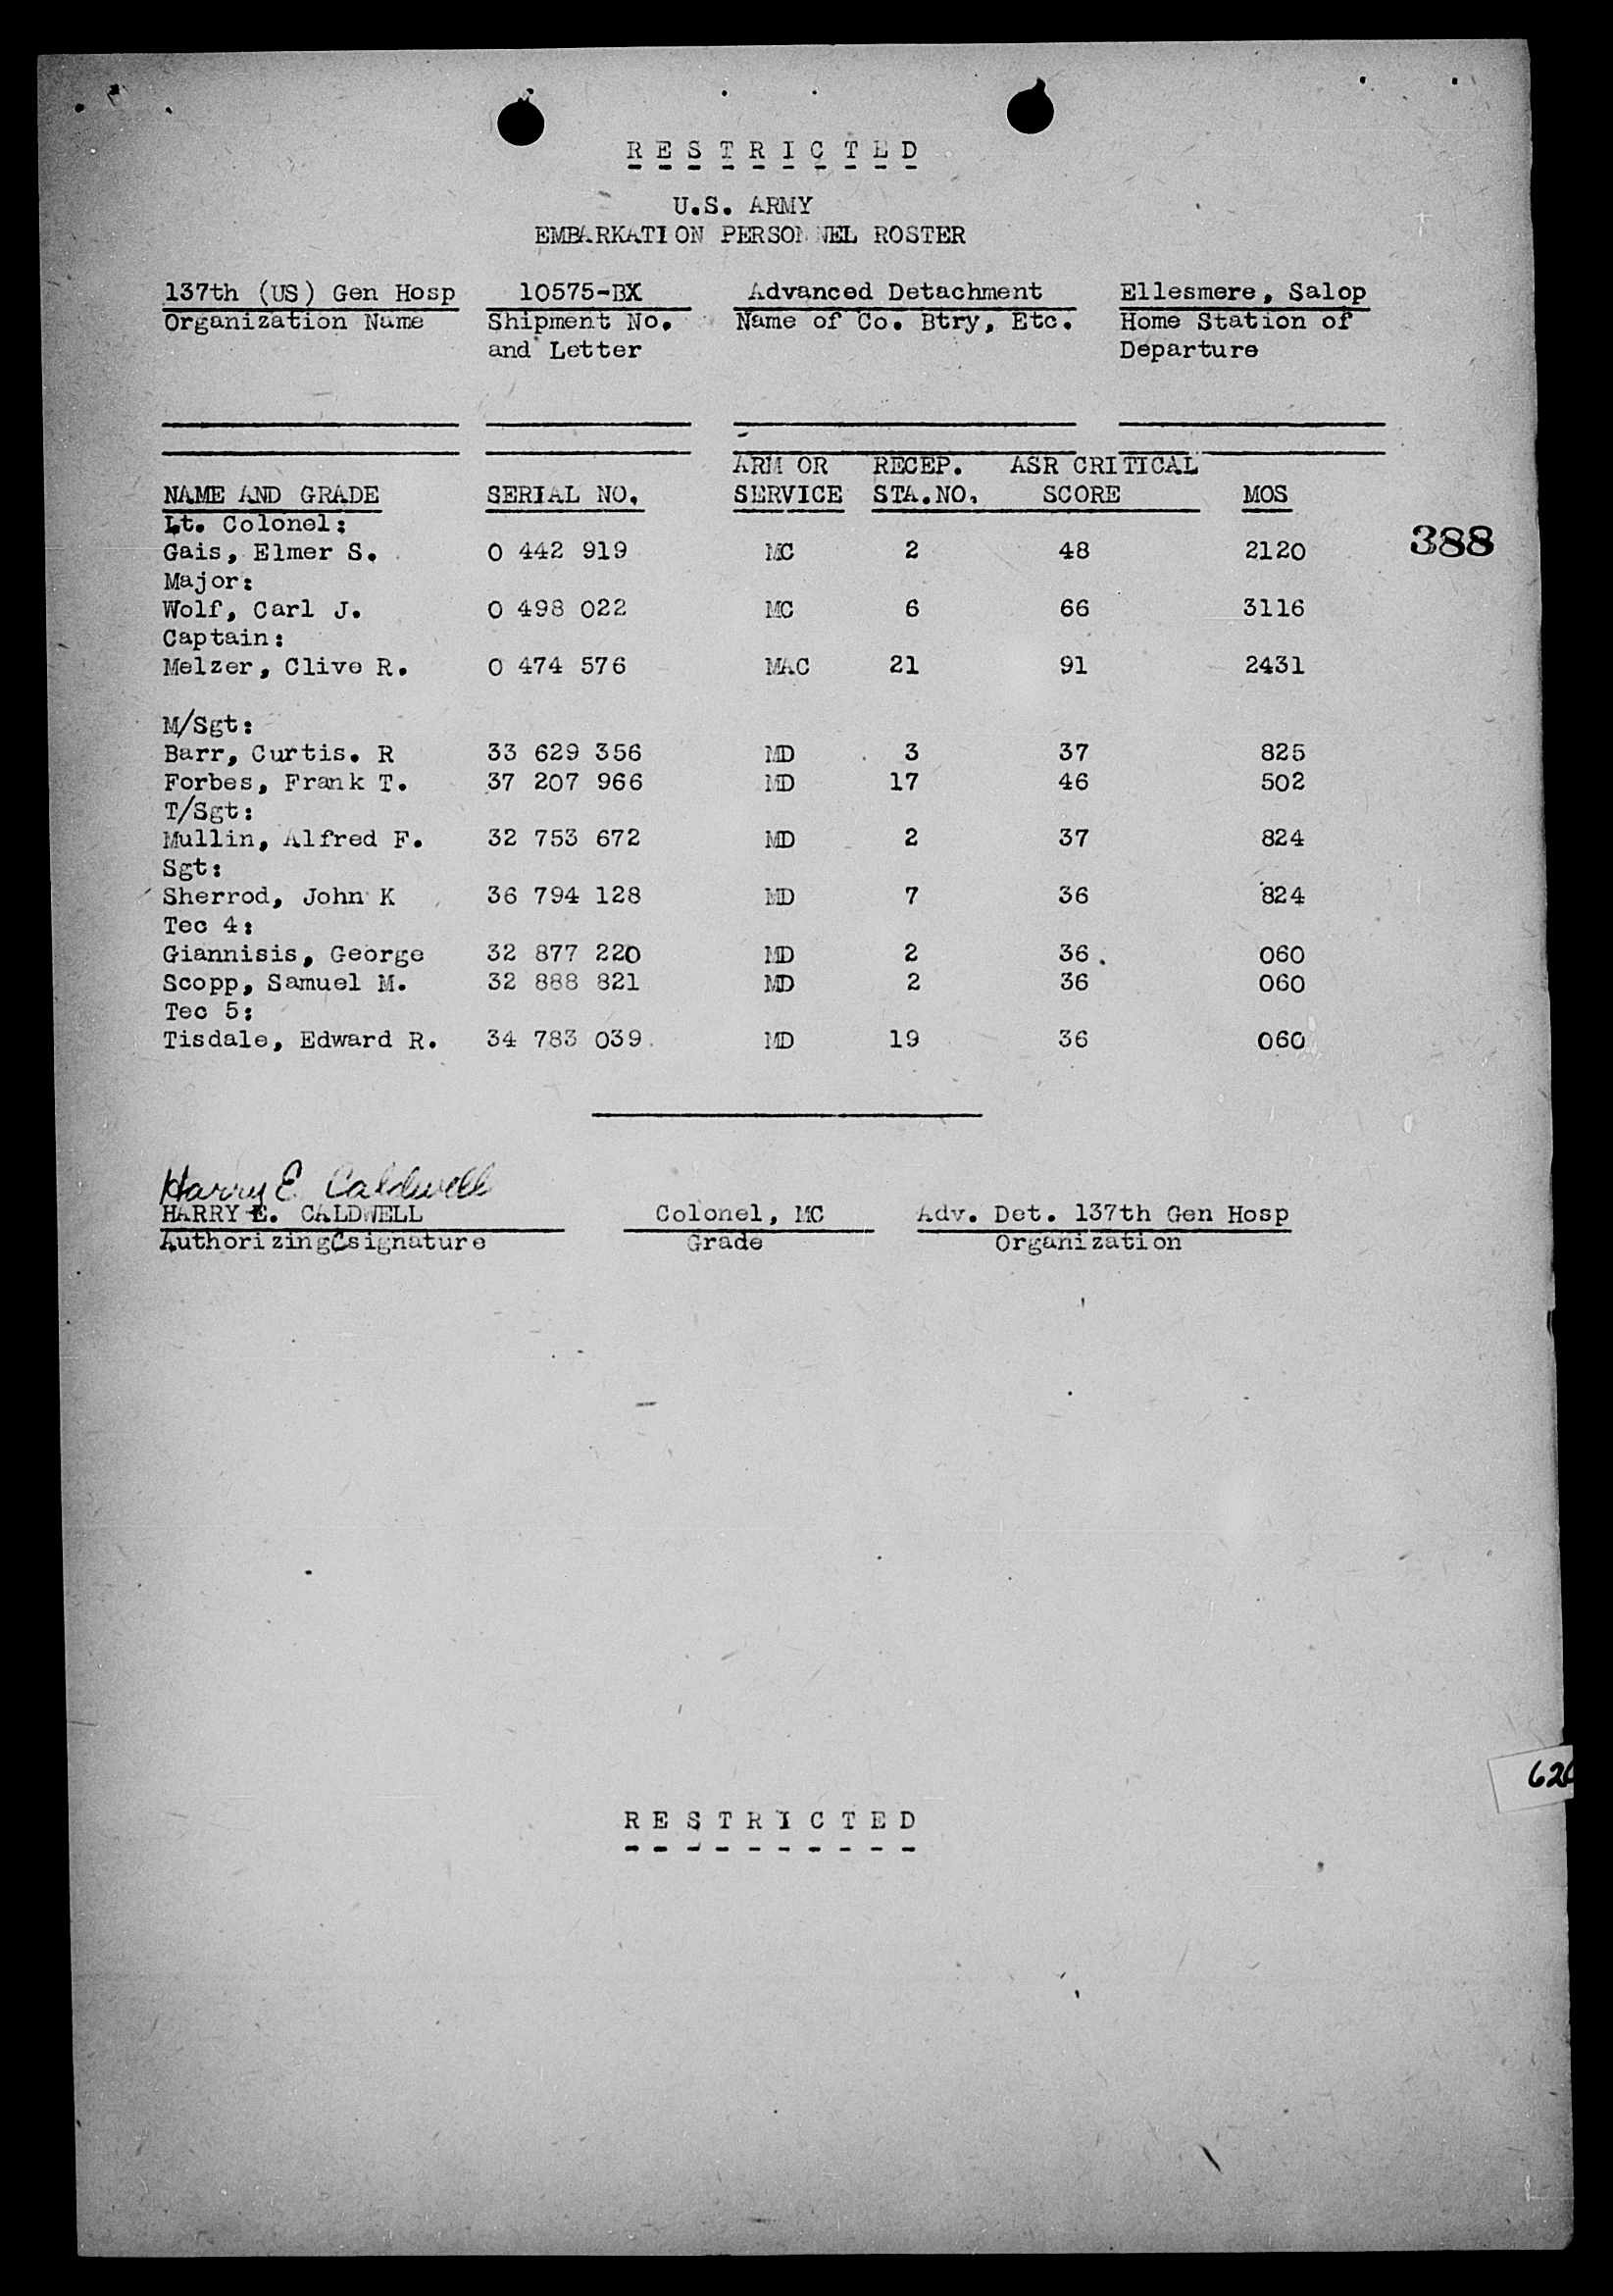 R E S T R I C T E D
U.S. ARMY
EMBARKATION PERSONNEL ROSTER
137th (US) Gen Hosp 10575-BX Advanced Detachment Ellesmere, Salop
Organization Name Shipment No. Name of Co. Btry, Etc. Home Station of
and Letter Departure
ARM OR RECEP. ASR CRITICAL
NAME AND GRADE SERIAL NO. SERVICE STA.NO. SCORE MOS
Lt. Colonel:
Gais, Elmer S. O 442 919 MC 2 48 2120 388
Major:
Wolf, Carl J. O 498 022 MC 6 66 3116
Captain:
Melzer, Clive R. O 474 576 MAC 21 91 2431
M/Sgt:
Barr, Curtis. R 33 629 356 MD 3 37 825
Forbes, Frank T. 37 207 966 MD 17 46 502
T/Sgt:
Mullin, Alfred F. 32 753 672 MD 2 37 824
Sgt:
Sherrod, John K 36 794 128 MD 7 36 824
Tec 4:
Giannisis, George 32 877 220 MD 2 36 060
Scopp, Samuel M. 32 888 821 MD 2 36 060
Tec 5:
Tisdale, Edward R. 34 783 039 MD 19 36 060
Harry E. Caldwell
HARRY E. CALDWELL Colonel, MC Adv. Det. 137th Gen Hosp
Authorizing signature Grade Organization
R E S T R I C T E D